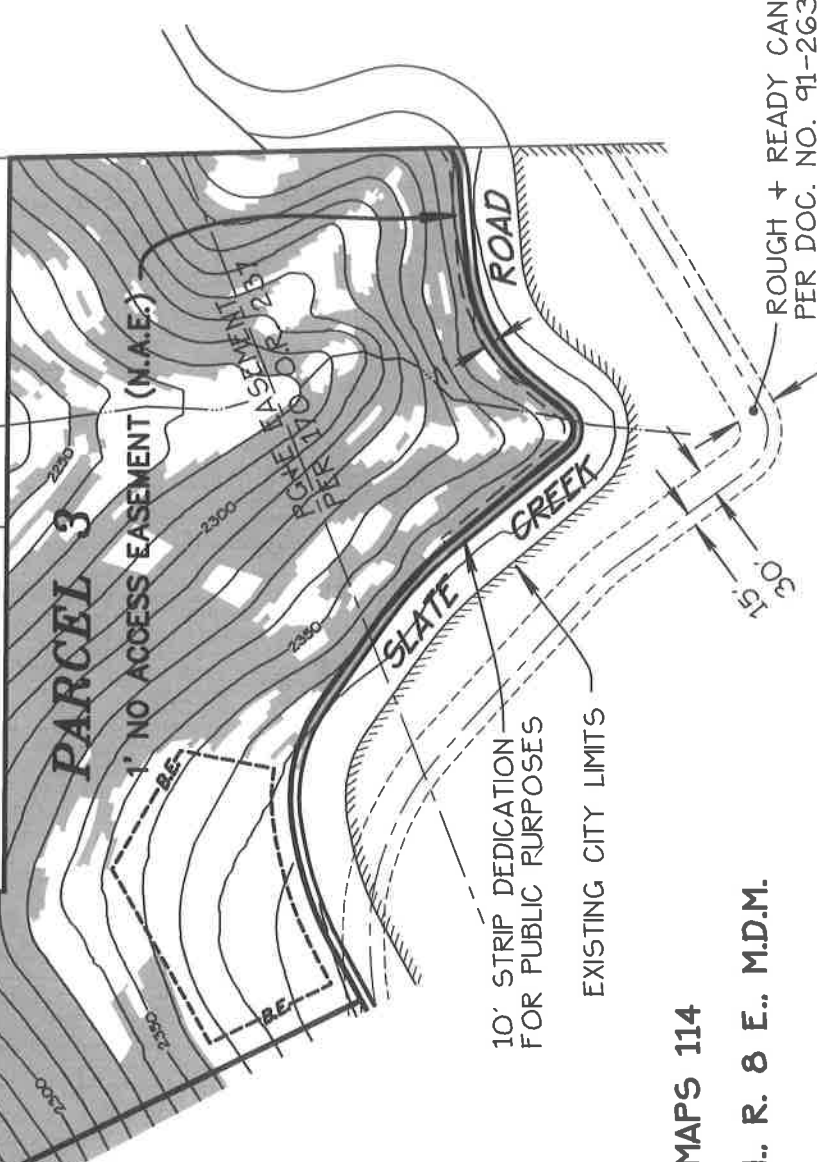 PARCEL 3
1' NO ACCESS EASEMENT (N.A.E.)
PG+E EASEMENT
PER 170 O.R. 237
2250
2300
2350
2350
2300
B.E.
B.E.
SLATE CREEK ROAD
10' STRIP DEDICATION
FOR PUBLIC RURPOSES
EXISTING CITY LIMITS
15'
30'
ROUGH + READY CAN
PER DOC. NO. 91-263
MAPS 114
R. 8 E., M.D.M.